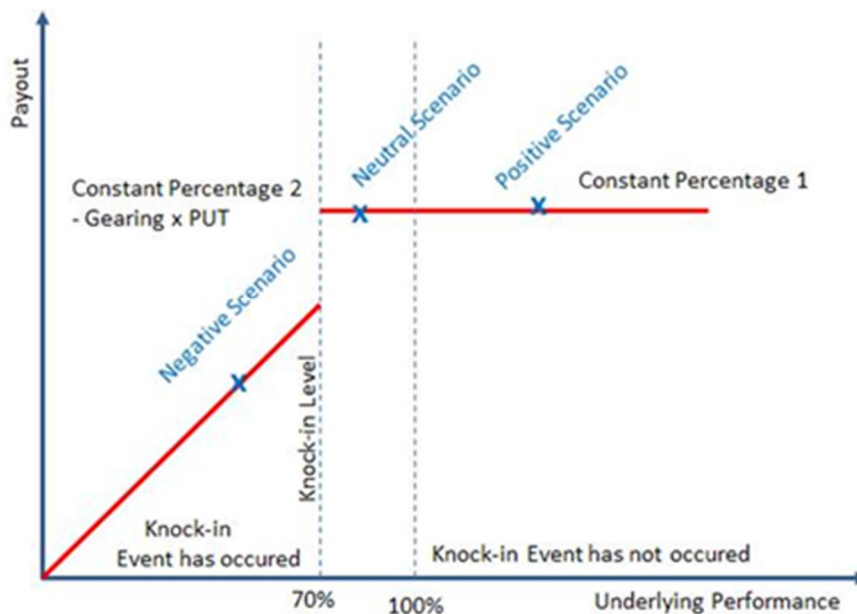 Payout
Neutral Scenario
Positive Scenario
Constant Percentage 2
- Gearing x PUT
Constant Percentage 1
Negative Scenario
Knock-in Level
Knock-in
Event has occured
Knock-in Event has not occured
70%
100%
Underlying Performance